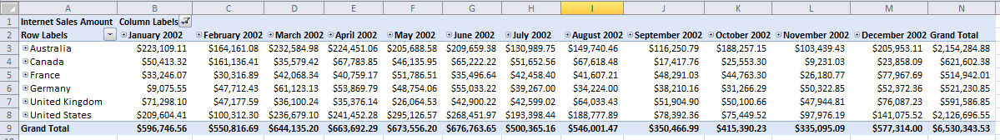 A B C D E F G H I J K L M N
1 Internet Sales Amount Column Labels
2 Row Labels January 2002 February 2002 March 2002 April 2002 May 2002 June 2002 July 2002 August 2002 September 2002 October 2002 November 2002 December 2002 Grand Total
3 Australia $223,109.11 $164,161.08 $232,584.98 $224,451.06 $205,688.58 $209,659.38 $130,989.75 $149,740.46 $116,250.79 $188,257.15 $103,439.43 $205,953.11 $2,154,284.88
4 Canada $50,413.32 $161,136.41 $35,579.42 $67,783.85 $46,135.95 $65,222.22 $51,652.56 $67,618.48 $17,417.76 $25,553.30 $9,231.03 $23,858.09 $621,602.38
5 France $33,246.07 $30,316.89 $42,068.34 $40,759.17 $51,786.51 $35,496.64 $42,458.40 $41,607.21 $48,291.03 $44,763.30 $26,180.77 $77,967.69 $514,942.01
6 Germany $9,075.55 $47,712.43 $61,123.13 $53,869.79 $48,754.06 $55,033.22 $39,267.00 $34,224.00 $38,210.16 $31,266.29 $50,322.85 $52,372.36 $521,230.85
7 United Kingdom $71,298.10 $47,177.59 $36,100.24 $35,376.14 $26,064.53 $42,900.22 $42,599.02 $64,033.43 $51,904.90 $50,100.66 $47,944.81 $76,087.23 $591,586.85
8 United States $209,604.41 $100,312.30 $236,679.10 $241,452.28 $295,126.57 $268,451.97 $193,398.44 $188,777.89 $78,392.36 $75,449.52 $97,976.19 $141,075.52 $2,126,696.55
9 Grand Total $596,746.56 $550,816.69 $644,135.20 $663,692.29 $673,556.20 $676,763.65 $500,365.16 $546,001.47 $350,466.99 $415,390.23 $335,095.09 $577,314.00 $6,530,343.53